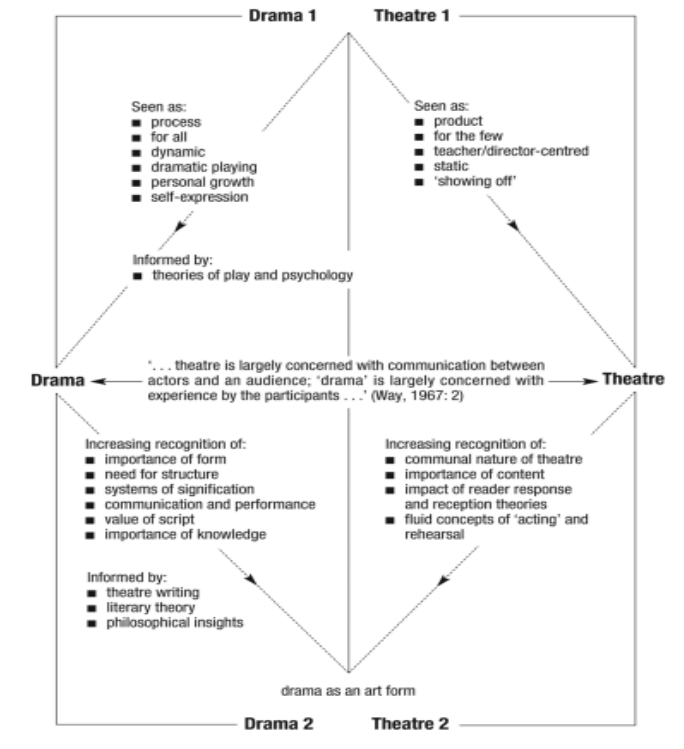 Drama 1 Theatre 1
Seen as:
■ process
■ for all
■ dynamic
■ dramatic playing
■ personal growth
■ self-expression
Seen as:
■ product
■ for the few
■ teacher/director-centred
■ static
■ ‘showing off’
Informed by:
■ theories of play and psychology
Drama
‘. . . theatre is largely concerned with communication between
actors and an audience; ‘drama’ is largely concerned with
experience by the participants . . .’ (Way, 1967: 2)
Theatre
Increasing recognition of:
■ importance of form
■ need for structure
■ systems of signification
■ communication and performance
■ value of script
■ importance of knowledge
Increasing recognition of:
■ communal nature of theatre
■ importance of content
■ impact of reader response
and reception theories
■ fluid concepts of ‘acting’ and
rehearsal
Informed by:
■ theatre writing
■ literary theory
■ philosophical insights
drama as an art form
Drama 2 Theatre 2